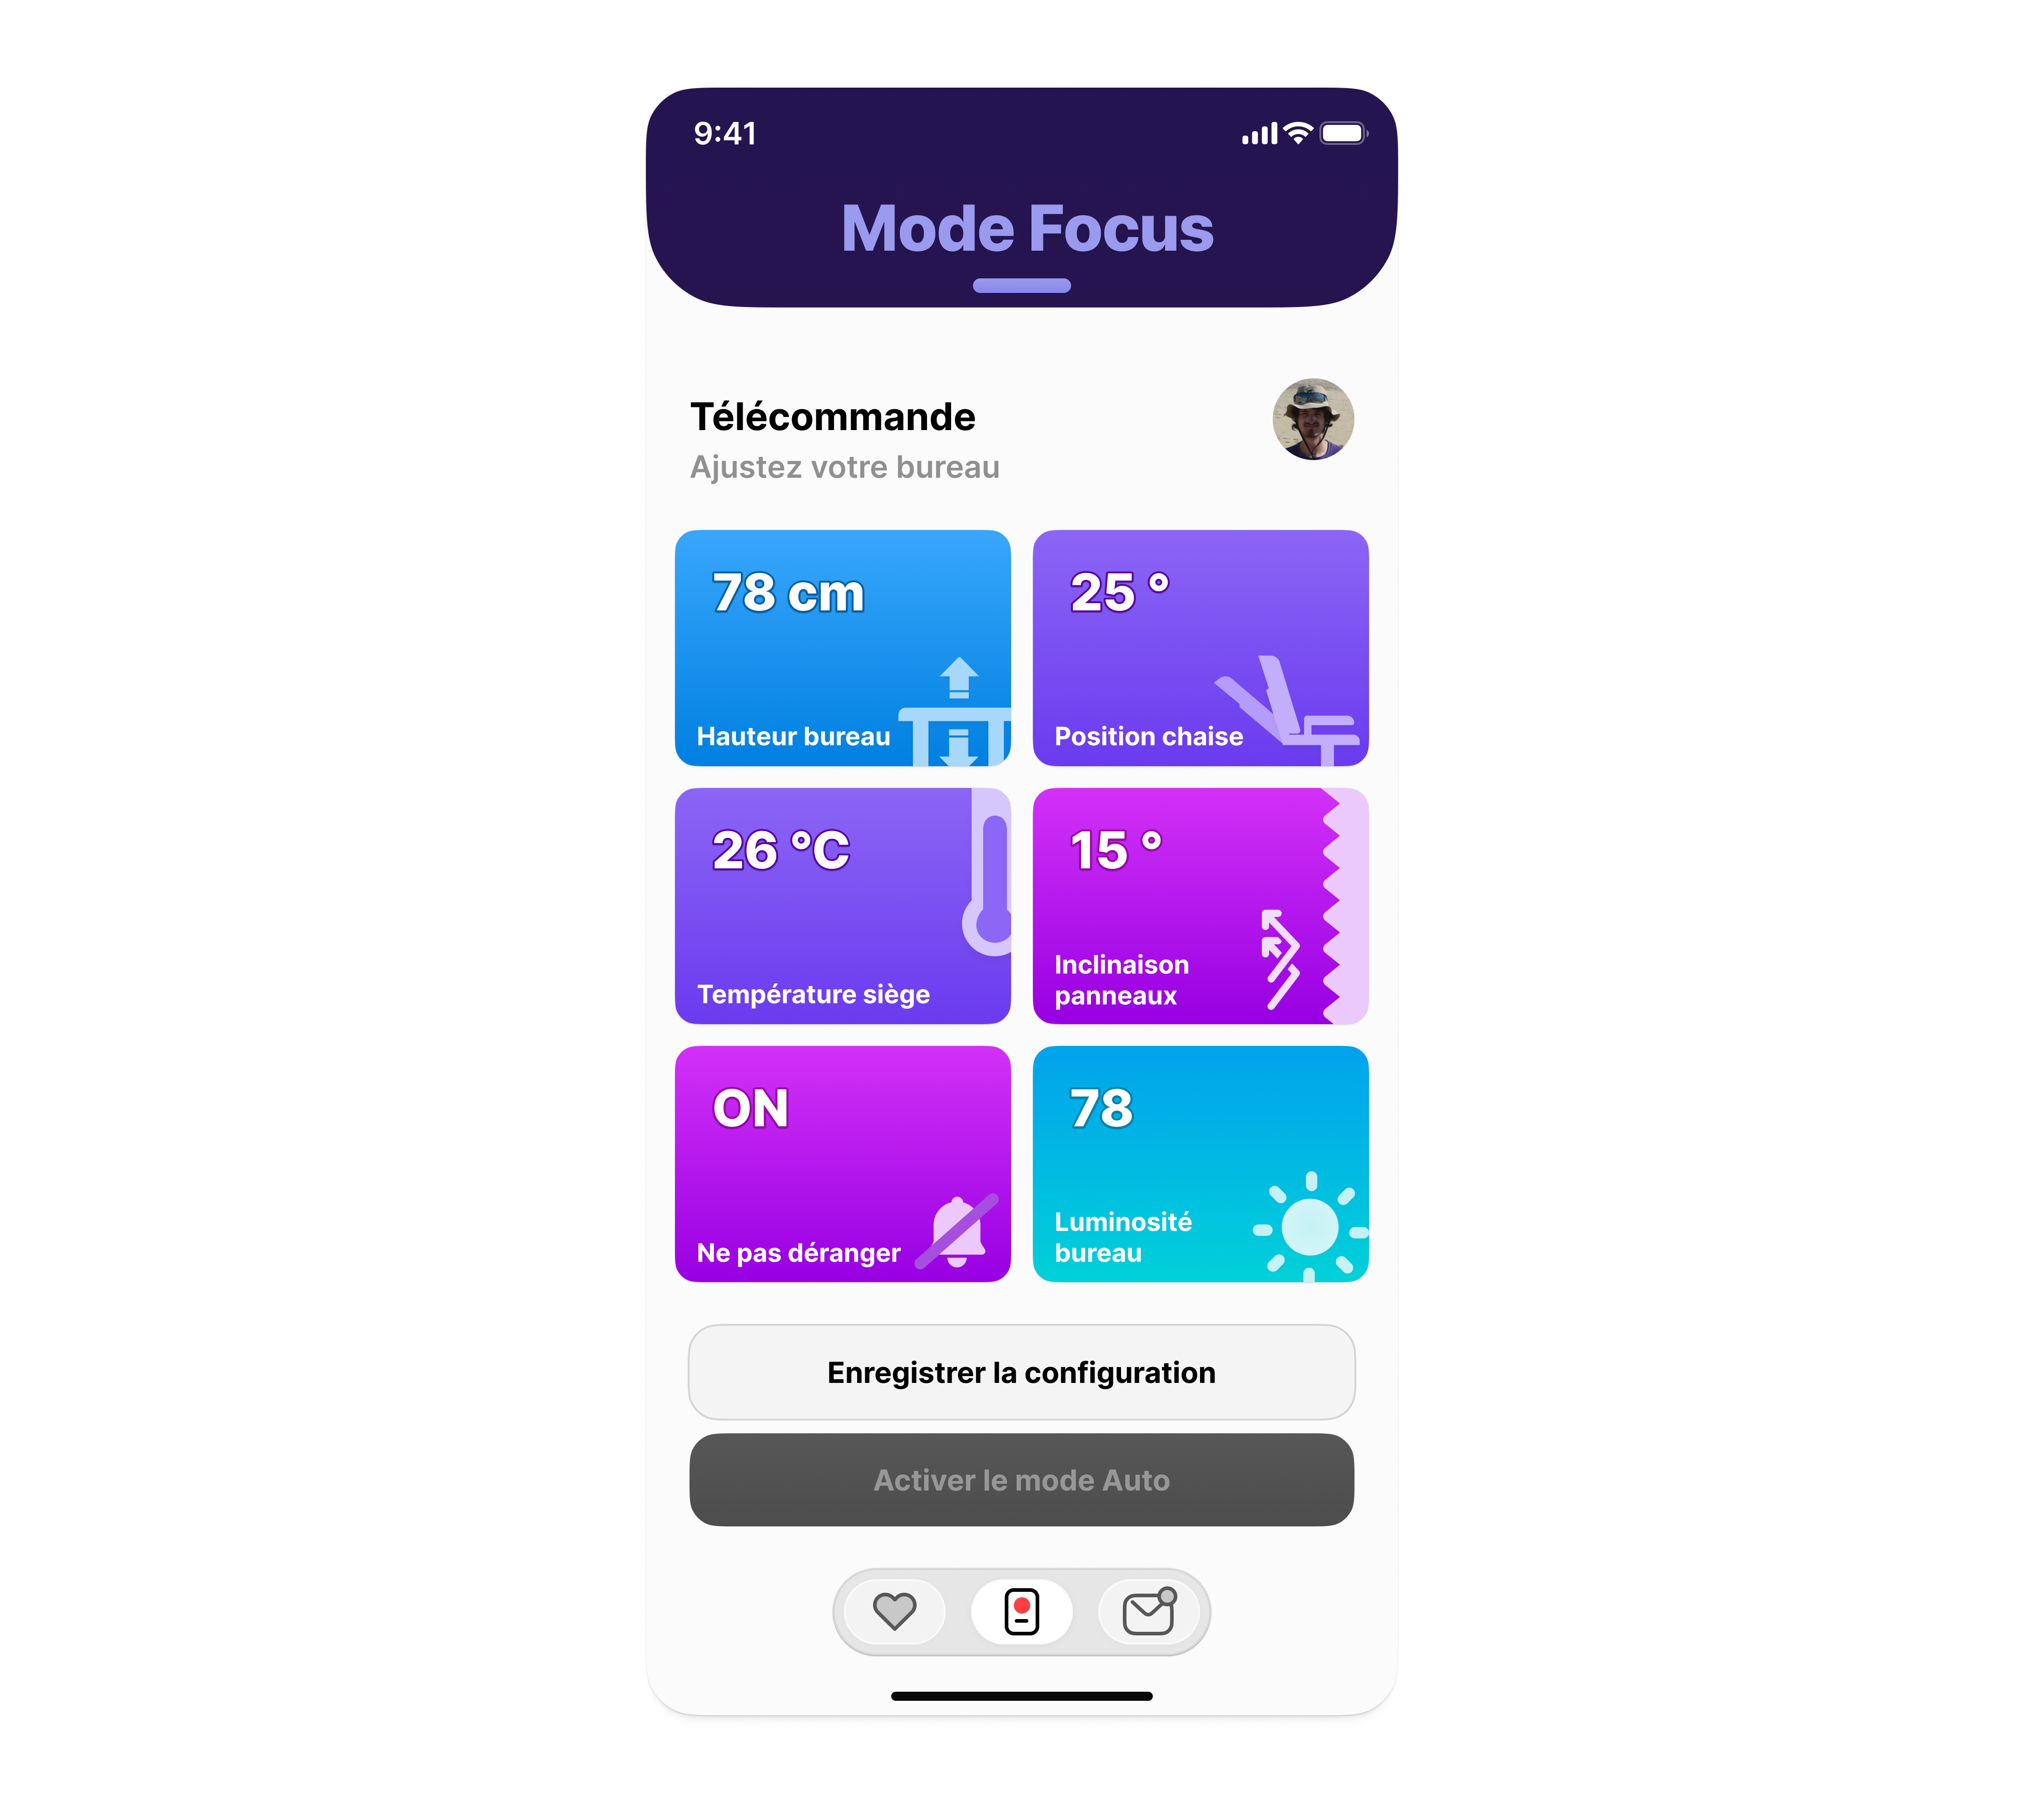 9:41
Mode Focus
Télécommande
Ajustez votre bureau
78 cm
Hauteur bureau
25 °
Position chaise
26 °C
Température siège
15 °
Inclinaison
panneaux
ON
Ne pas déranger
78
Luminosité
bureau
Enregistrer la configuration
Activer le mode Auto